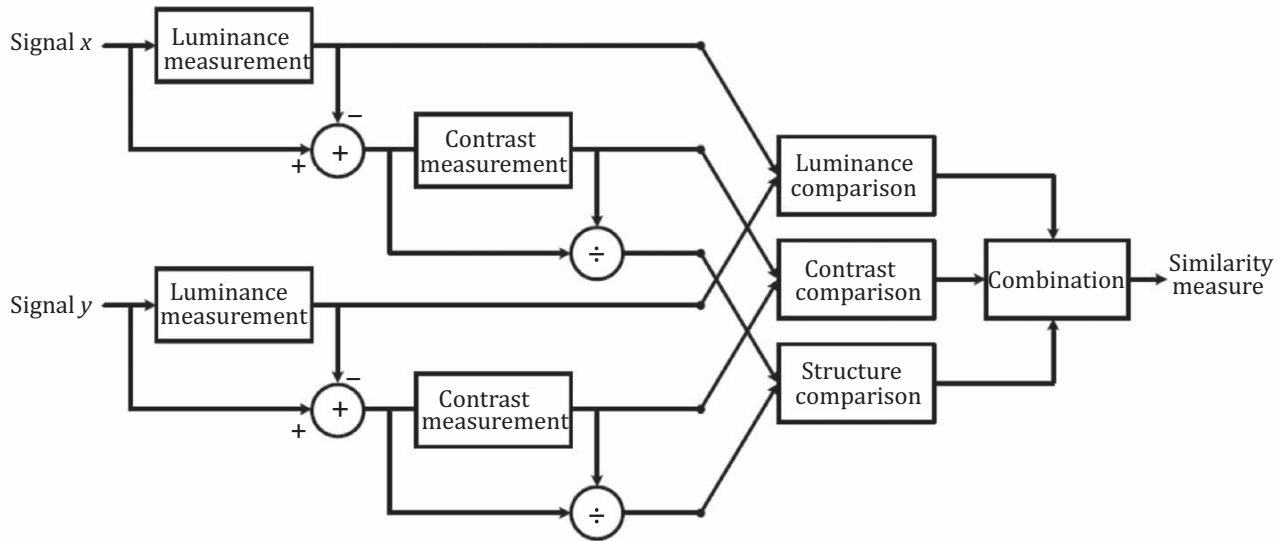 Signal x
Luminance
measurement
−
+
+
Contrast
measurement
÷
Luminance
comparison
Signal y
Luminance
measurement
Contrast
comparison
Combination
Similarity
measure
−
+
+
Contrast
measurement
Structure
comparison
÷